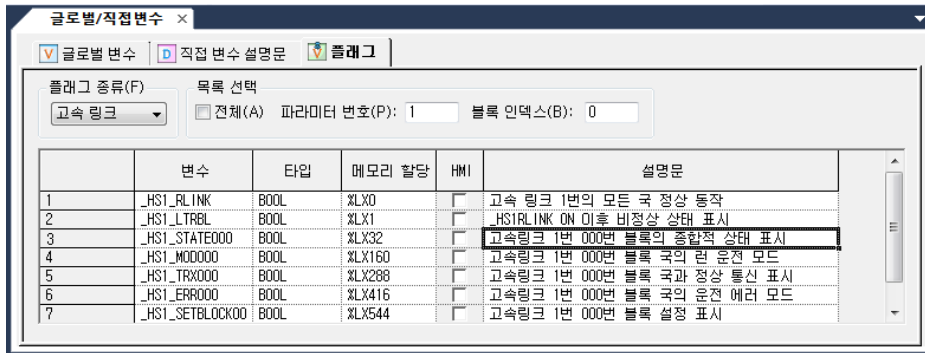 글로벌/직접변수 ×
V 글로벌 변수 D 직접 변수 설명문 V 플래그
플래그 종류(F) 목록 선택
고속 링크 전체(A) 파라미터 번호(P): 1 블록 인덱스(B): 0
변수 타입 메모리 할당 HMI 설명문
1 _HS1_RLINK BOOL %LX0 고속 링크 1번의 모든 국 정상 동작
2 _HS1_LTRBL BOOL %LX1 _HS1RLINK ON 이후 비정상 상태 표시
3 _HS1_STATE000 BOOL %LX32 고속링크 1번 000번 블록의 종합적 상태 표시
4 _HS1_MOD000 BOOL %LX160 고속링크 1번 000번 블록 국의 런 운전 모드
5 _HS1_TRX000 BOOL %LX288 고속링크 1번 000번 블록 국과 정상 통신 표시
6 _HS1_ERR000 BOOL %LX416 고속링크 1번 000번 블록 국의 운전 에러 모드
7 _HS1_SETBLOCK00 BOOL %LX544 고속링크 1번 000번 블록 설정 표시